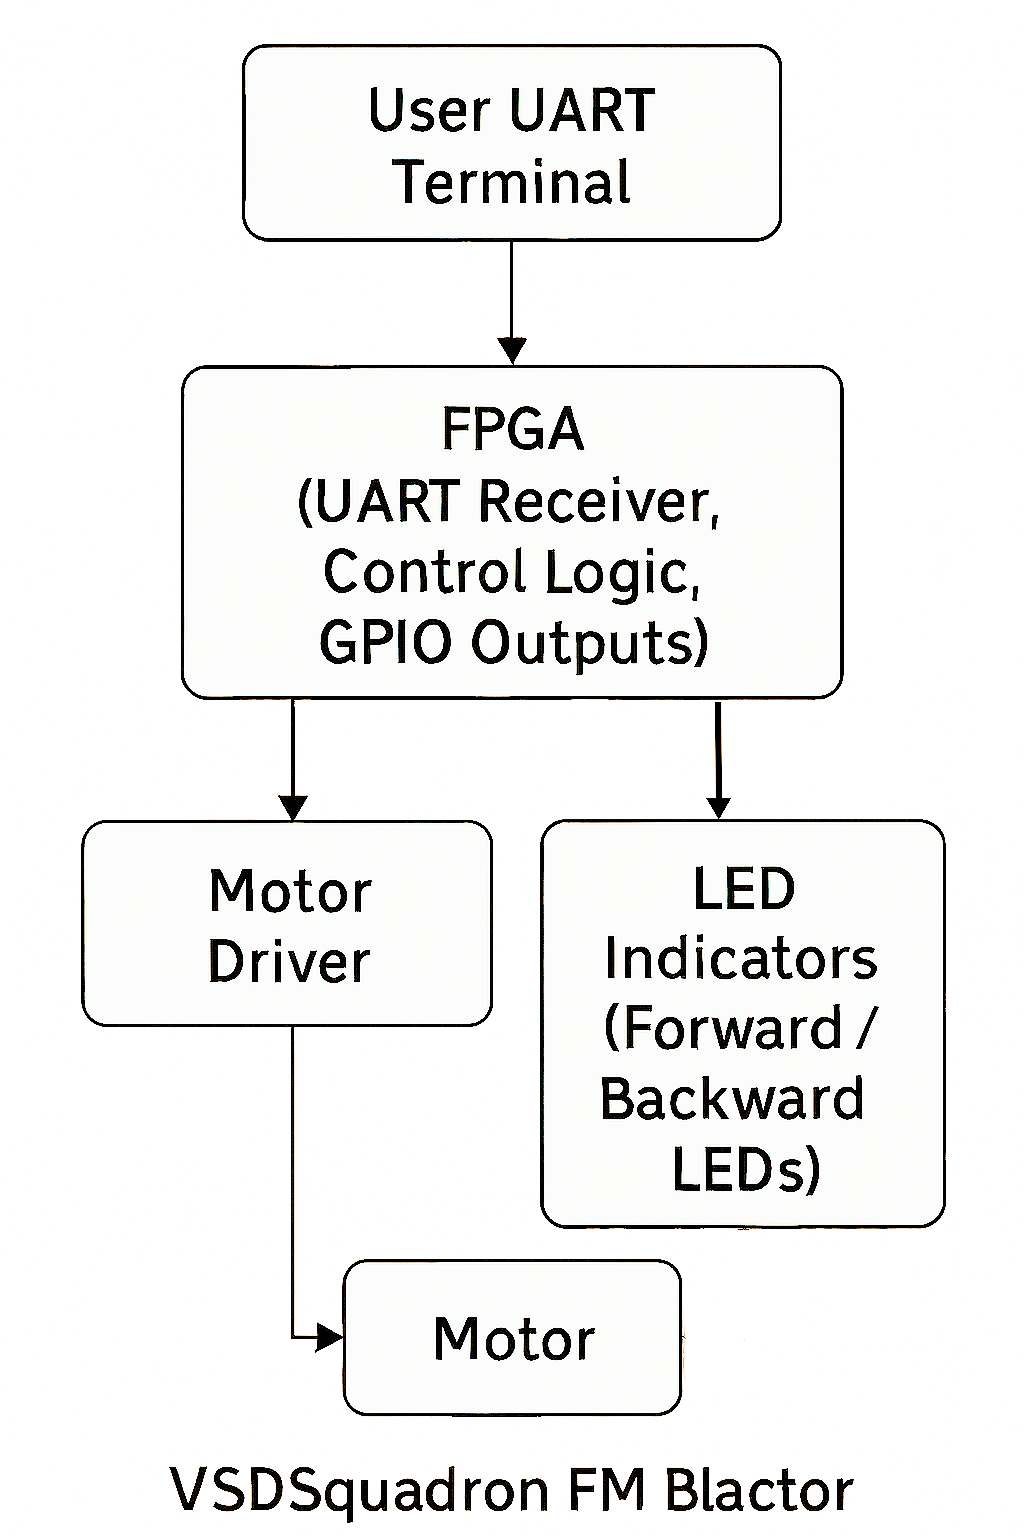 User UART
Terminal
FPGA
(UART Receiver,
Control Logic,
GPIO Outputs)
Motor
Driver
LED
Indicators
(Forward /
Backward
LEDs)
Motor
VSDSquadron FM Blactor